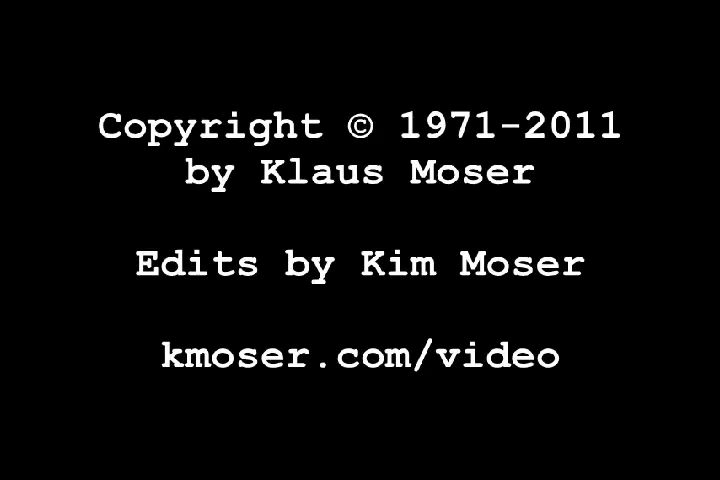 Copyright © 1971-2011
by Klaus Moser
Edits by Kim Moser
kmoser.com/video